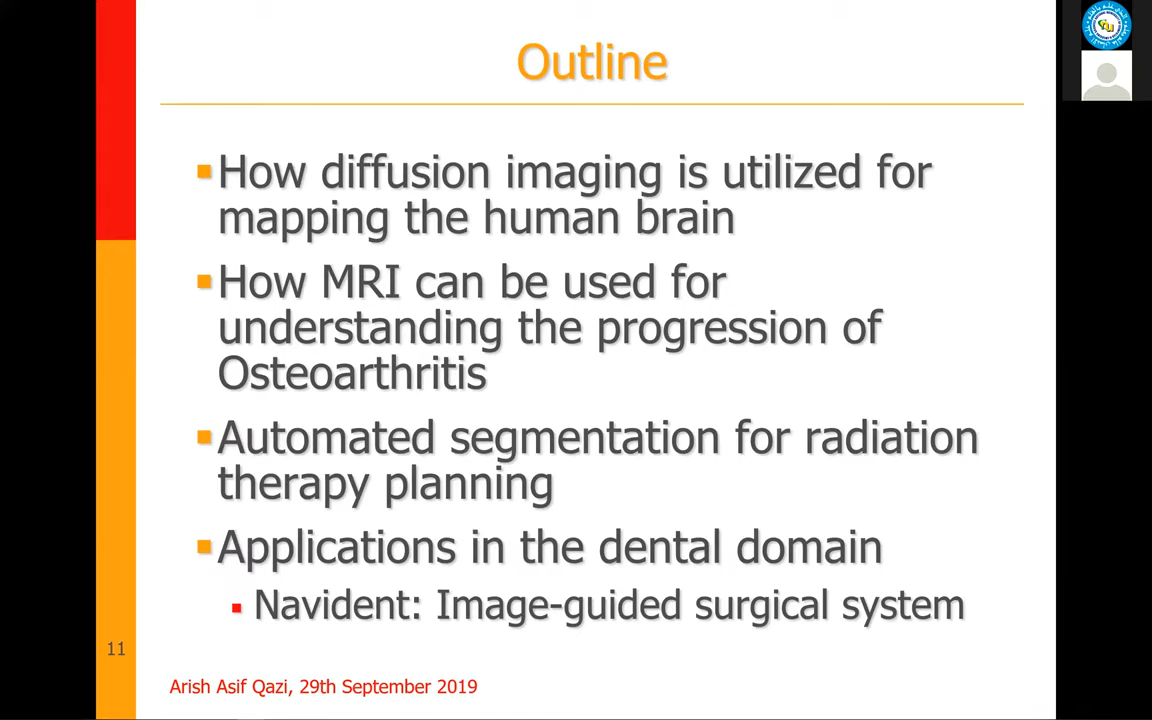 Outline
▪How diffusion imaging is utilized for
mapping the human brain
▪How MRI can be used for
understanding the progression of
Osteoarthritis
▪Automated segmentation for radiation
therapy planning
▪Applications in the dental domain
▪ Navident: Image-guided surgical system
11
Arish Asif Qazi, 29th September 2019